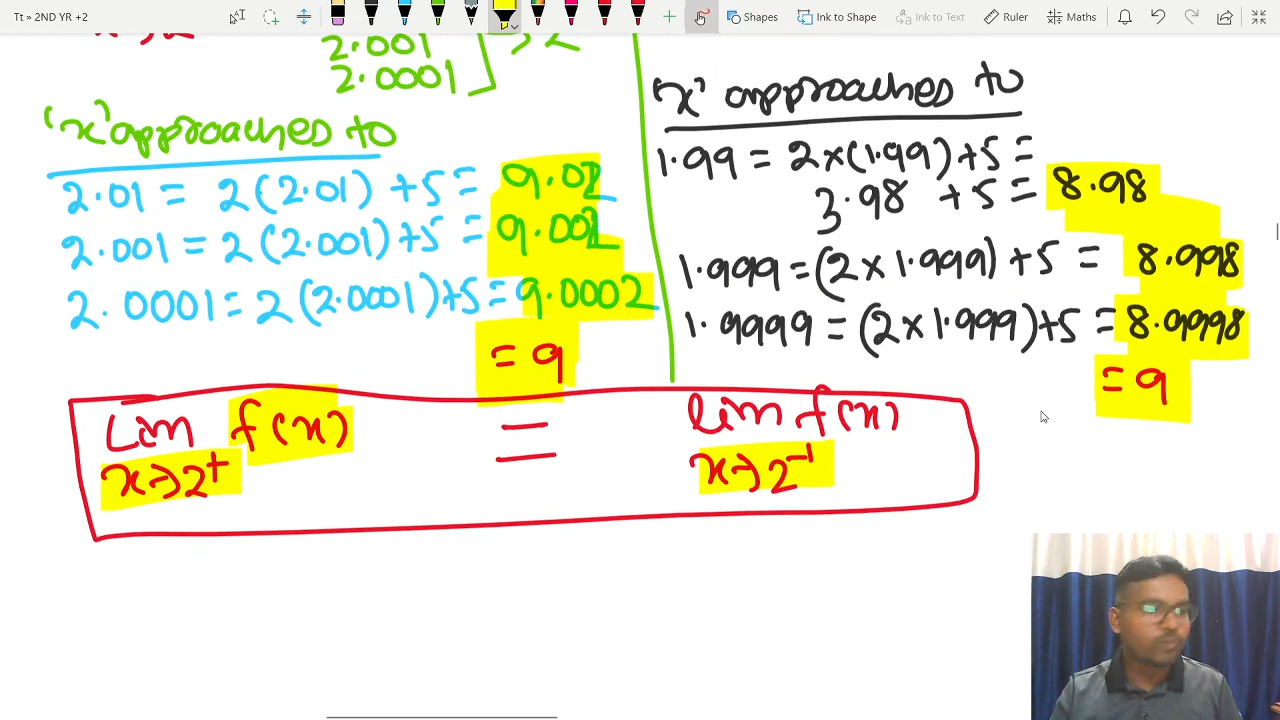 Tt » 2ND YR +2
Shapes
Ink to Shape
Ink to Text
Ruler
Maths
2.001
2.0001
'x' approaches to
2.01 = 2(2.01) +5 = 9.02
2.001 = 2(2.001)+5 = 9.002
2.0001 = 2(2.0001)+5 = 9.0002
= 9
'x' approaches to
1.99 = 2×(1.99)+5 =
3.98 +5 = 8.98
1.999 = (2×1.999)+5 = 8.998
1.9999 = (2×1.999)+5 = 8.9998
= 9
Lim f(x) = lim f(x)
x→2⁺ x→2⁻¹